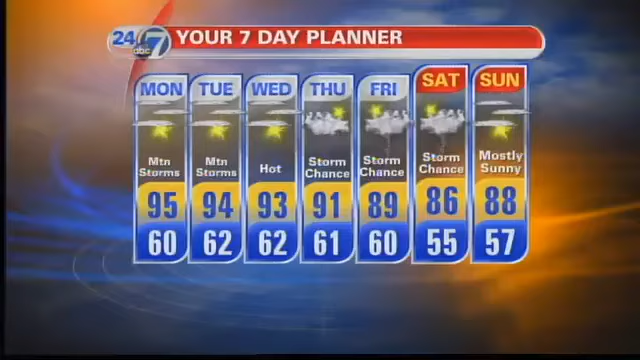 24 abc 7 YOUR 7 DAY PLANNER
MON TUE WED THU FRI SAT SUN
Mtn Storms
Mtn Storms
Hot
Storm Chance
Storm Chance
Storm Chance
Mostly Sunny
95 94 93 91 89 86 88
60 62 62 61 60 55 57